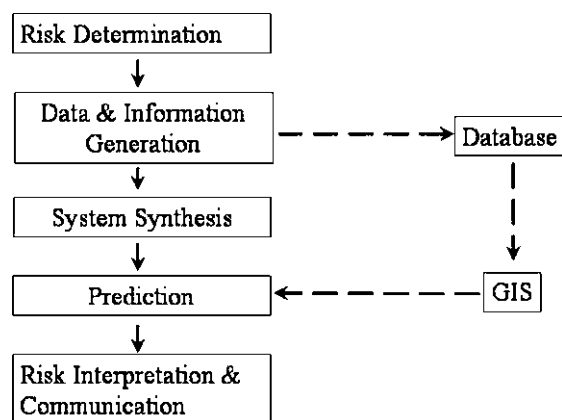 Risk Determination
Data & Information
Generation
Database
System Synthesis
Prediction
GIS
Risk Interpretation &
Communication